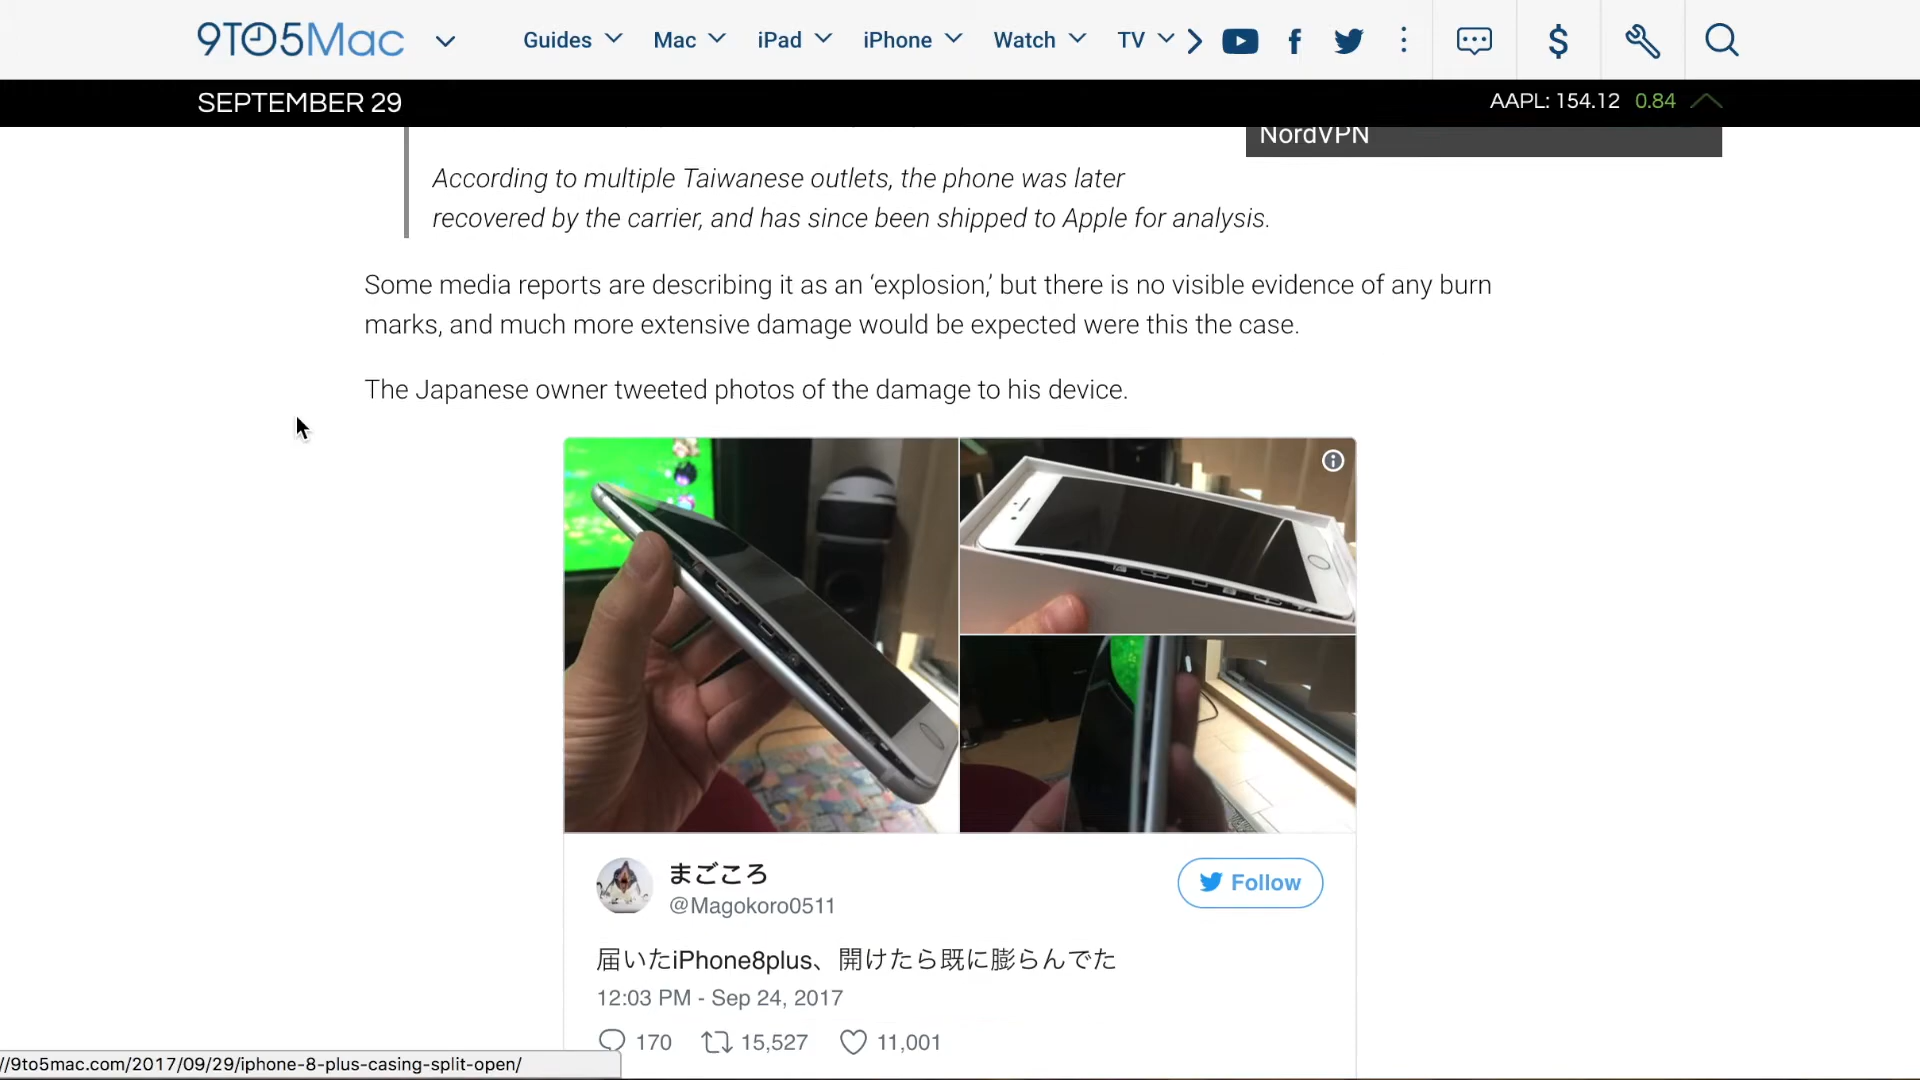 9TO5Mac
Guides
Mac
iPad
iPhone
Watch
TV
SEPTEMBER 29
AAPL: 154.12 0.84
NordVPN
According to multiple Taiwanese outlets, the phone was later
recovered by the carrier, and has since been shipped to Apple for analysis.
Some media reports are describing it as an ‘explosion,’ but there is no visible evidence of any burn
marks, and much more extensive damage would be expected were this the case.
The Japanese owner tweeted photos of the damage to his device.
まごころ
@Magokoro0511
Follow
届いたiPhone8plus、開けたら既に膨らんでた
12:03 PM - Sep 24, 2017
170 15,527 11,001
//9to5mac.com/2017/09/29/iphone-8-plus-casing-split-open/